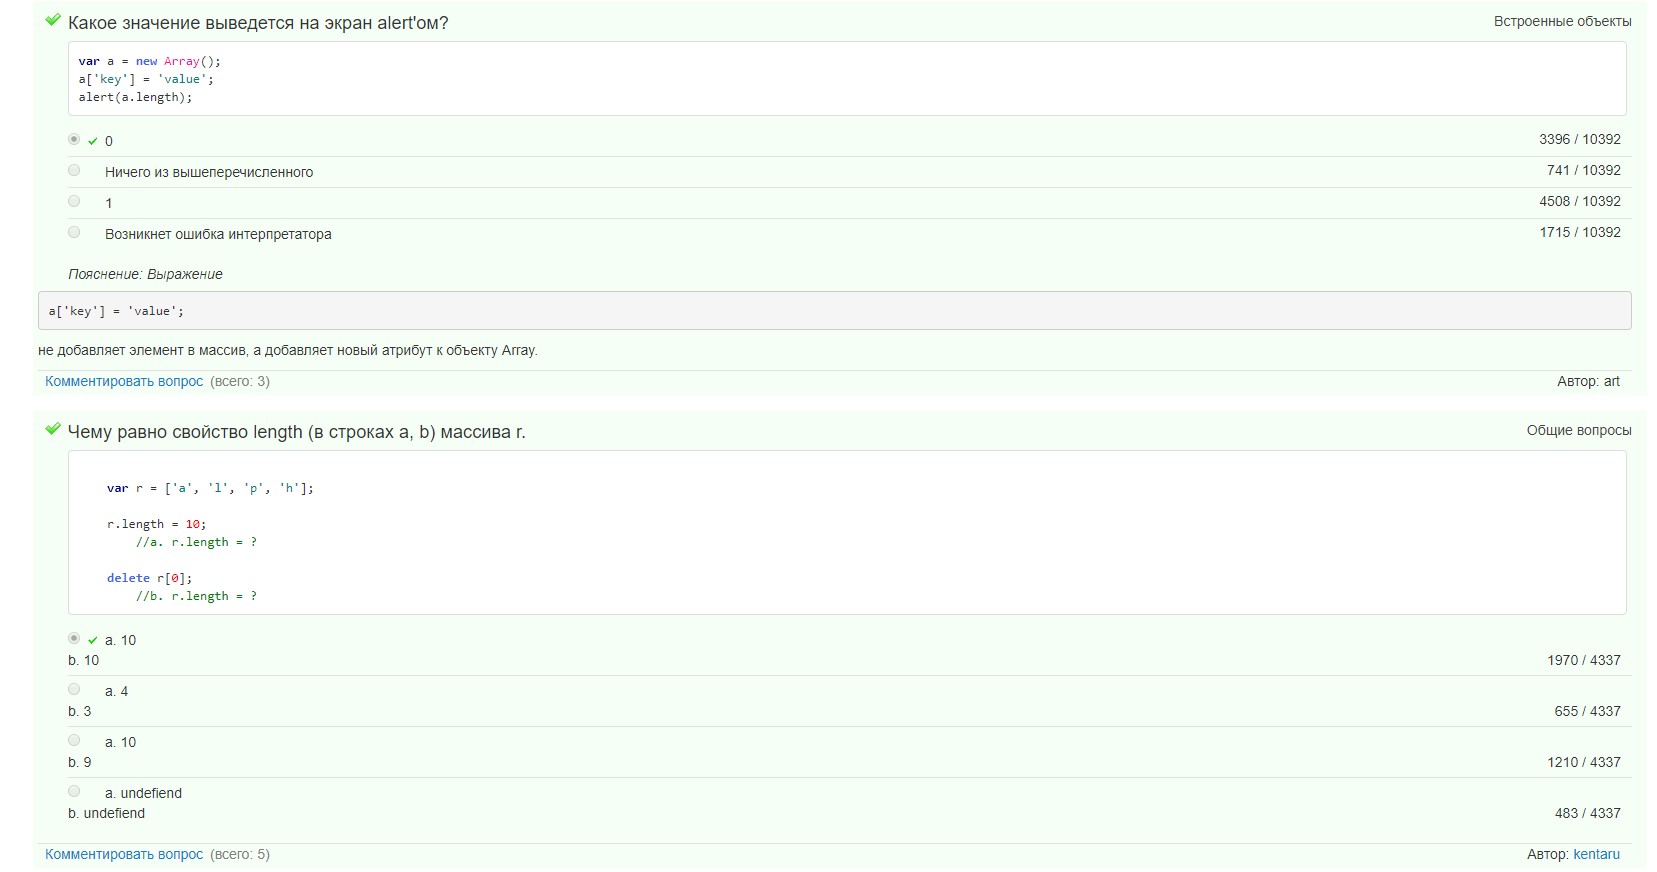 Какое значение выведется на экран alert'ом?
Встроенные объекты
var a = new Array();
a['key'] = 'value';
alert(a.length);
0
3396 / 10392
Ничего из вышеперечисленного
741 / 10392
1
4508 / 10392
Возникнет ошибка интерпретатора
1715 / 10392
Пояснение: Выражение
a['key'] = 'value';
не добавляет элемент в массив, а добавляет новый атрибут к объекту Array.
Комментировать вопрос (всего: 3)
Автор: art
Чему равно свойство length (в строках a, b) массива r.
Общие вопросы
var r = ['a', 'l', 'p', 'h'];
r.length = 10;
//a. r.length = ?
delete r[0];
//b. r.length = ?
a. 10
b. 10
1970 / 4337
a. 4
b. 3
655 / 4337
a. 10
b. 9
1210 / 4337
a. undefiend
b. undefiend
483 / 4337
Комментировать вопрос (всего: 5)
Автор: kentaru